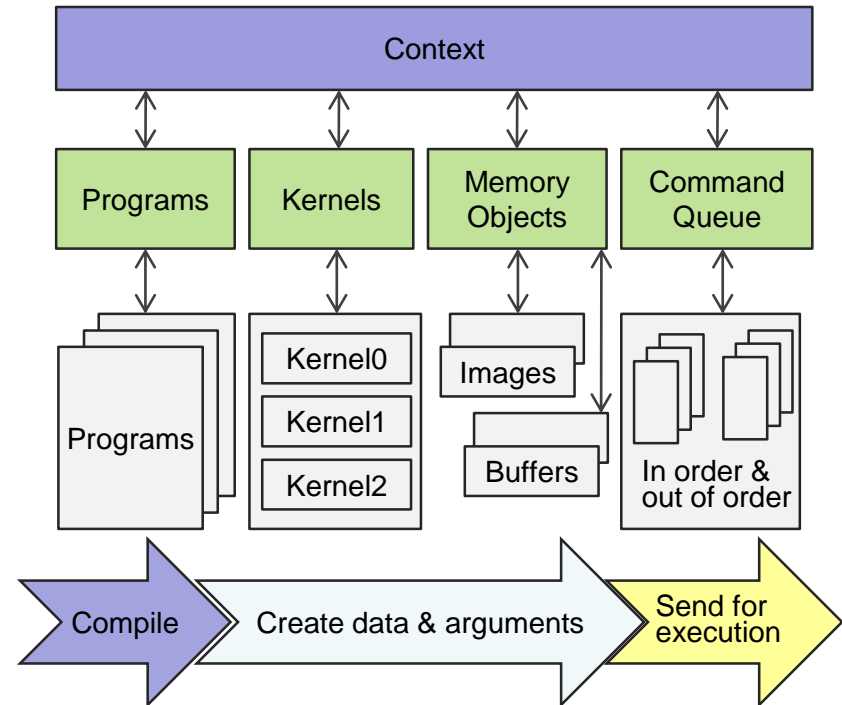 Context
Programs
Kernels
Memory
Objects
Command
Queue
Programs
Kernel0
Kernel1
Kernel2
Images
Buffers
In order &
out of order
Compile
Create data & arguments
Send for
execution